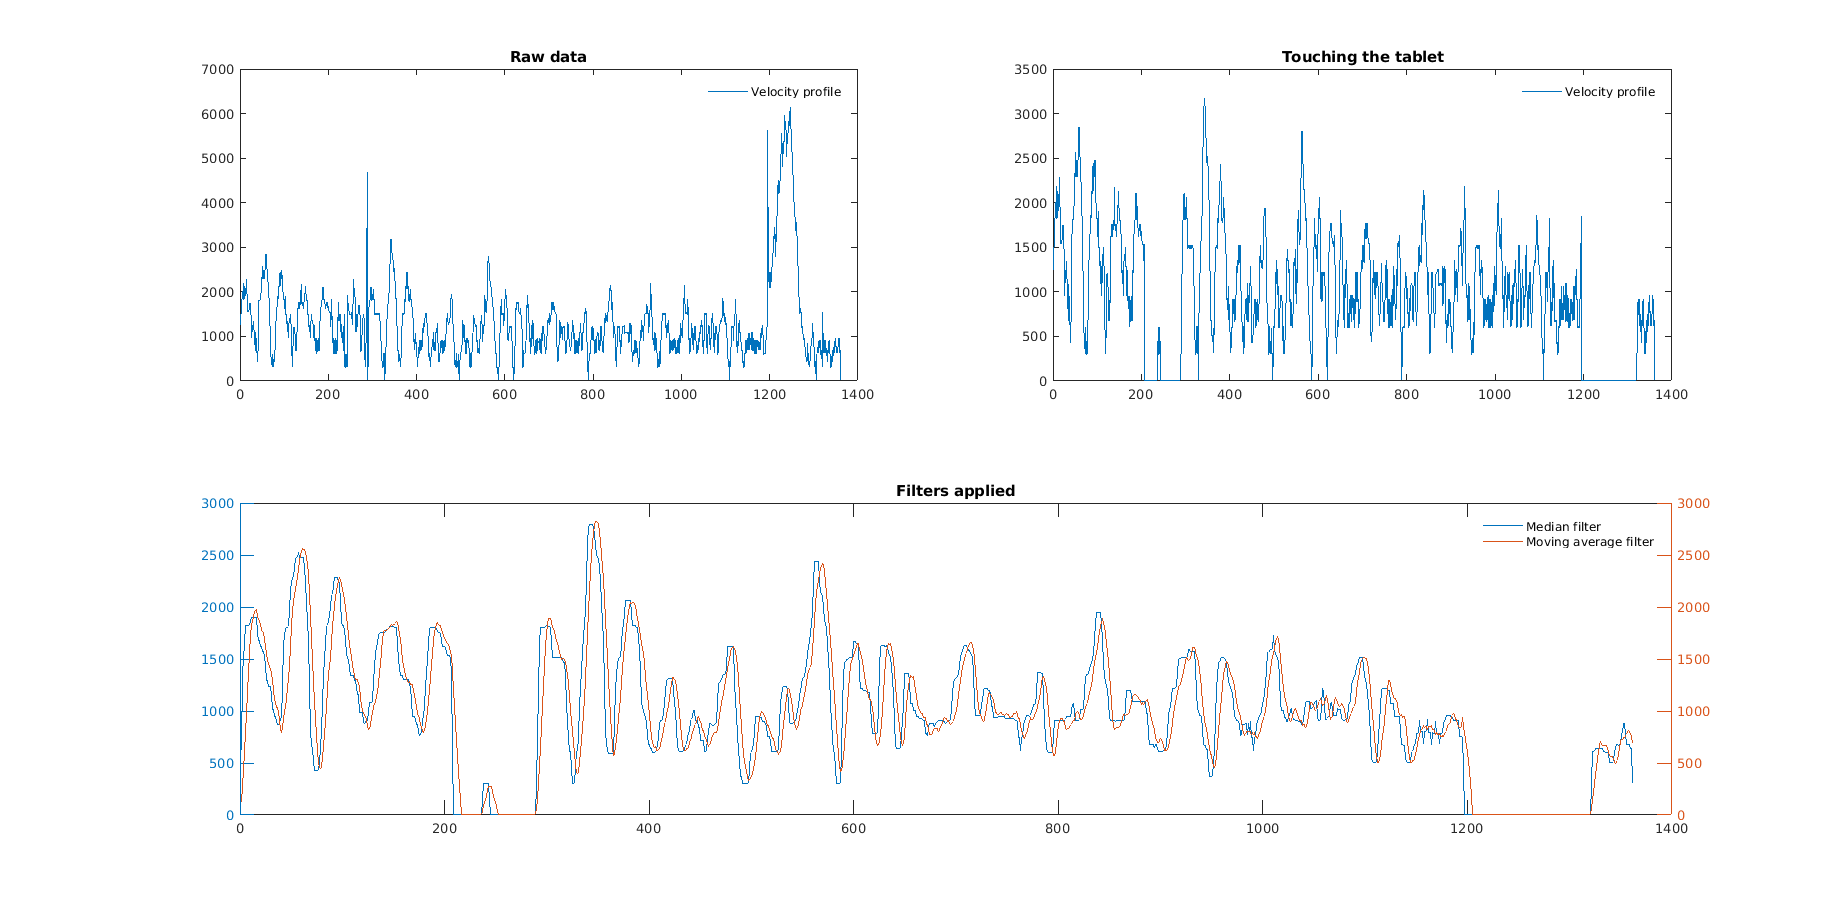 Raw data
Velocity profile
7000
6000
5000
4000
3000
2000
1000
0
0 200 400 600 800 1000 1200 1400
Touching the tablet
Velocity profile
3500
3000
2500
2000
1500
1000
500
0
0 200 400 600 800 1000 1200 1400
Filters applied
Median filter
Moving average filter
3000 3000
2500 2500
2000 2000
1500 1500
1000 1000
500 500
0 0
0 200 400 600 800 1000 1200 1400